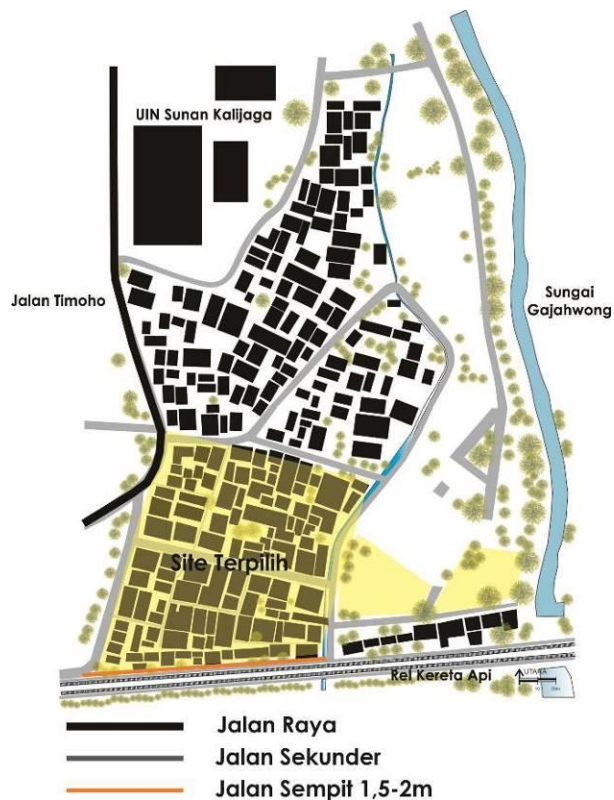 UIN Sunan Kalijaga
Jalan Timoho
Sungai
Gajahwong
Site Terpilih
Rel Kereta Api
UTARA
Jalan Raya
Jalan Sekunder
Jalan Sempit 1,5-2m